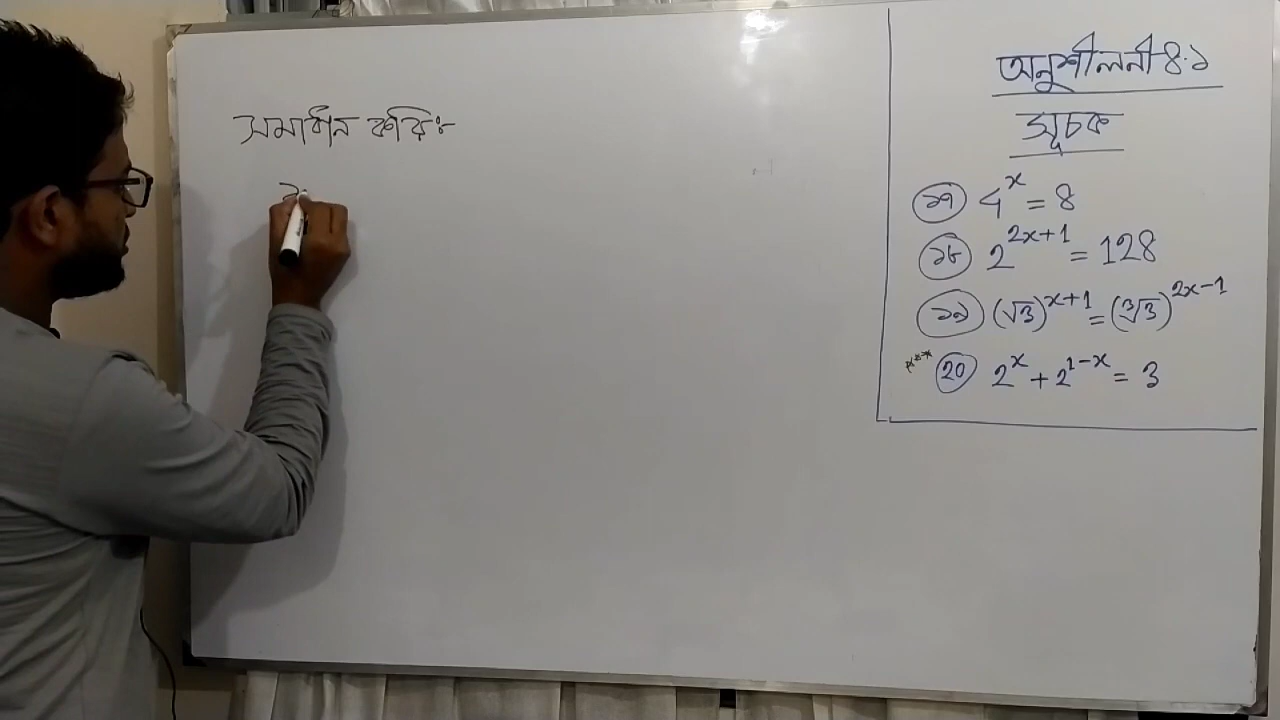 সমাধান করি:-
অনুশীলনী ৪.১
সূচক
১৭ 4^x = 8
১৮ 2^{2x+1} = 128
১৯ (√3)^{x+1} = (∛3)^{2x-1}
*** 20 2^x + 2^{1-x} = 3